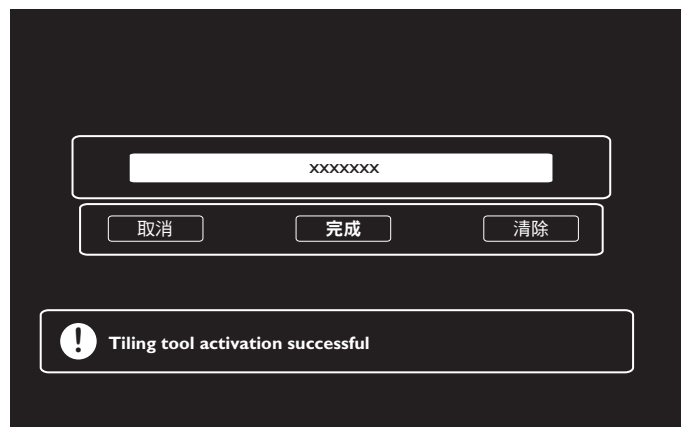 xxxxxxx
取消 完成 清除
! Tiling tool activation successful